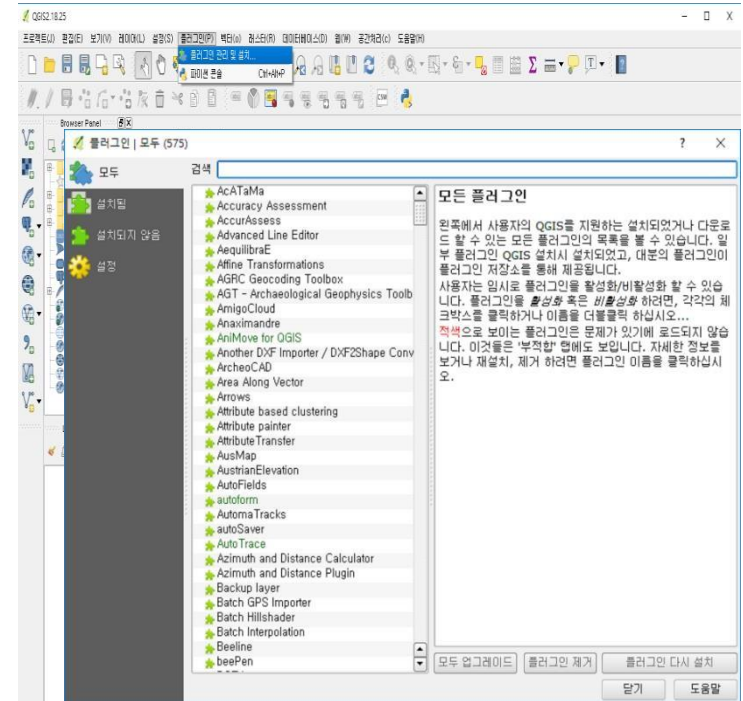 QGIS2.18.25
프로젝트(J) 편집(E) 보기(V) 레이어(L) 설정(S) 플러그인(P) 벡터(o) 래스터(R) 데이터베이스(D) 웹(W) 공간처리(c) 도움말(H)
플러그인 관리 및 설치...
파이썬 콘솔 Ctrl+Alt+P
CSW
Browser Panel
플러그인 | 모두 (575)
모두
설치됨
설치되지 않음
설정
검색
AcATaMa
Accuracy Assessment
AccurAssess
Advanced Line Editor
AequilibraE
Affine Transformations
AGRC Geocoding Toolbox
AGT - Archaeological Geophysics Toolb
AmigoCloud
Anaximandre
AniMove for QGIS
Another DXF Importer / DXF2Shape Conv
ArcheoCAD
Area Along Vector
Arrows
Attribute based clustering
Attribute painter
AttributeTransfer
AusMap
AustrianElevation
AutoFields
autoform
AutomaTracks
autoSaver
AutoTrace
Azimuth and Distance Calculator
Azimuth and Distance Plugin
Backup layer
Batch GPS Importer
Batch Hillshader
Batch Interpolation
Beeline
beePen
모든 플러그인
왼쪽에서 사용자의 QGIS를 지원하는 설치되었거나 다운로
드 할 수 있는 모든 플러그인의 목록을 볼 수 있습니다. 일
부 플러그인 QGIS 설치시 설치되었고, 대분의 플러그인이
플러그인 저장소를 통해 제공됩니다.
사용자는 임시로 플러그인을 활성화/비활성화 할 수 있습
니다. 플러그인을 활성화 혹은 비활성화 하려면, 각각의 체
크박스를 클릭하거나 이름을 더블클릭 하십시오...
적색으로 보이는 플러그인은 문제가 있기에 로드되지 않습
니다. 이것들은 '부적합' 탭에도 보입니다. 자세한 정보를
보거나 재설치, 제거 하려면 플러그인 이름을 클릭하십시
오.
모두 업그레이드 플러그인 제거 플러그인 다시 설치
닫기 도움말